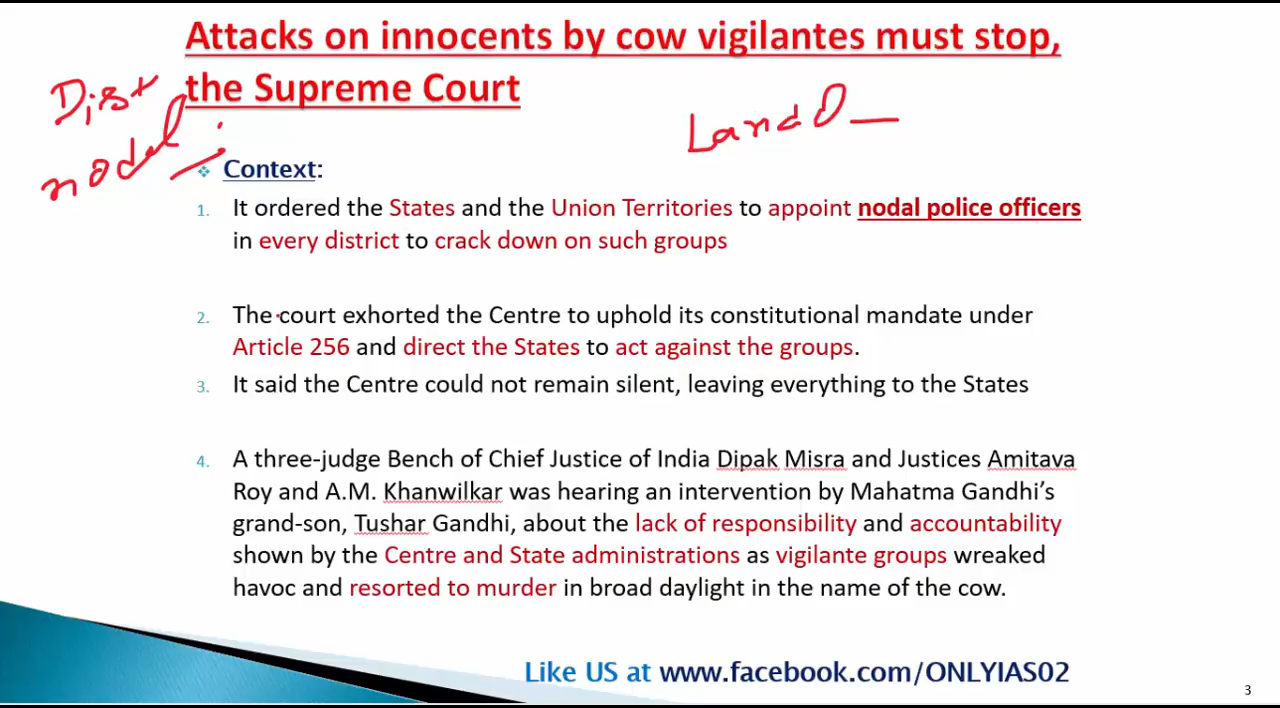 Attacks on innocents by cow vigilantes must stop,
the Supreme Court
Dist
nodal
Land O
Context:
1. It ordered the States and the Union Territories to appoint nodal police officers
in every district to crack down on such groups
2. The court exhorted the Centre to uphold its constitutional mandate under
Article 256 and direct the States to act against the groups.
3. It said the Centre could not remain silent, leaving everything to the States
4. A three-judge Bench of Chief Justice of India Dipak Misra and Justices Amitava
Roy and A.M. Khanwilkar was hearing an intervention by Mahatma Gandhi's
grand-son, Tushar Gandhi, about the lack of responsibility and accountability
shown by the Centre and State administrations as vigilante groups wreaked
havoc and resorted to murder in broad daylight in the name of the cow.
Like US at www.facebook.com/ONLYIAS02
3